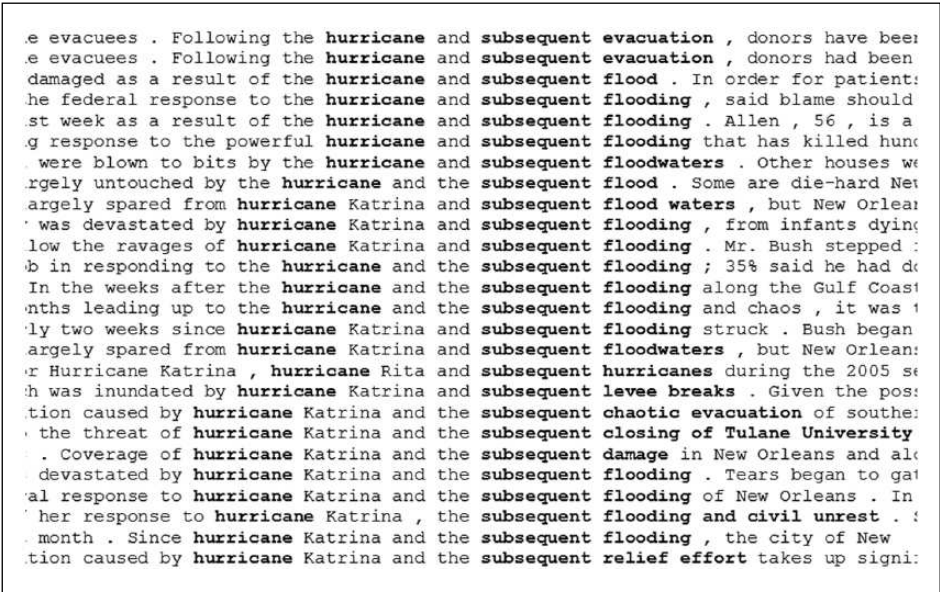 e evacuees . Following the hurricane and subsequent evacuation , donors have been
e evacuees . Following the hurricane and subsequent evacuation , donors had been
damaged as a result of the hurricane and subsequent flood . In order for patient
he federal response to the hurricane and subsequent flooding , said blame should
st week as a result of the hurricane and subsequent flooding . Allen , 56 , is a
g response to the powerful hurricane and subsequent flooding that has killed hun
were blown to bits by the hurricane and subsequent floodwaters . Other houses we
rgely untouched by the hurricane and the subsequent flood . Some are die-hard Ne
argely spared from hurricane Katrina and subsequent flood waters , but New Orlea
was devastated by hurricane Katrina and subsequent flooding , from infants dying
low the ravages of hurricane Katrina and subsequent flooding . Mr. Bush stepped
b in responding to the hurricane and the subsequent flooding ; 35% said he had d
In the weeks after the hurricane and the subsequent flooding along the Gulf Coast
nths leading up to the hurricane and the subsequent flooding and chaos , it was
ly two weeks since hurricane Katrina and subsequent flooding struck . Bush began
argely spared from hurricane Katrina and subsequent floodwaters , but New Orleans
r Hurricane Katrina , hurricane Rita and subsequent hurricanes during the 2005 se
h was inundated by hurricane Katrina and subsequent levee breaks . Given the pos
tion caused by hurricane Katrina and the subsequent chaotic evacuation of southe
the threat of hurricane Katrina and the subsequent closing of Tulane University
. Coverage of hurricane Katrina and the subsequent damage in New Orleans and al
devastated by hurricane Katrina and the subsequent flooding . Tears began to ga
al response to hurricane Katrina and the subsequent flooding of New Orleans . In
her response to hurricane Katrina , the subsequent flooding and civil unrest .
month . Since hurricane Katrina and the subsequent flooding , the city of New
tion caused by hurricane Katrina and the subsequent relief effort takes up signi